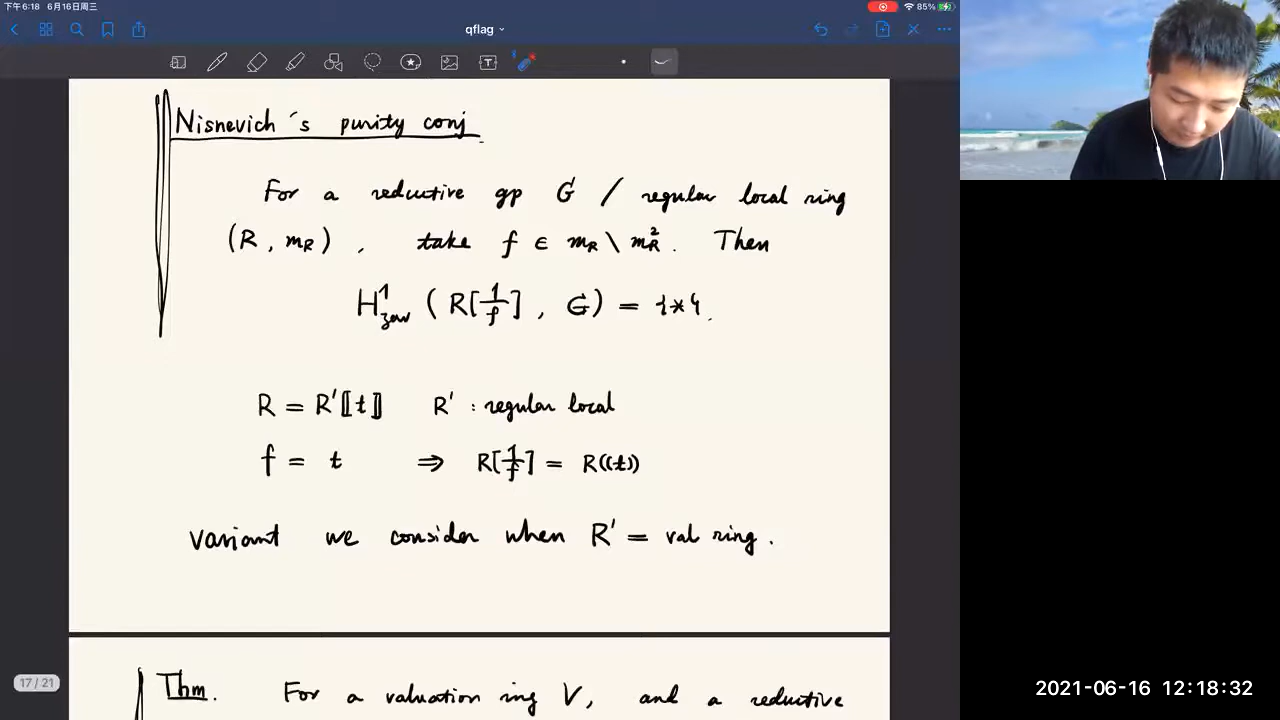 下午6:18 6月16日周三
85%
qflag
Nisnevich's purity conj
For a reductive gp G / regular local ring
(R, m_R), take f ∈ m_R \ m_R^2. Then
H^1_{zar} (R[1/f], G) = {*}.
R = R'[[t]] R' : regular local
f = t ⇒ R[1/f] = R((t))
variant we consider when R' = val ring.
17 / 21
Thm. For a valuation ring V, and a reductive
2021-06-16 12:18:32